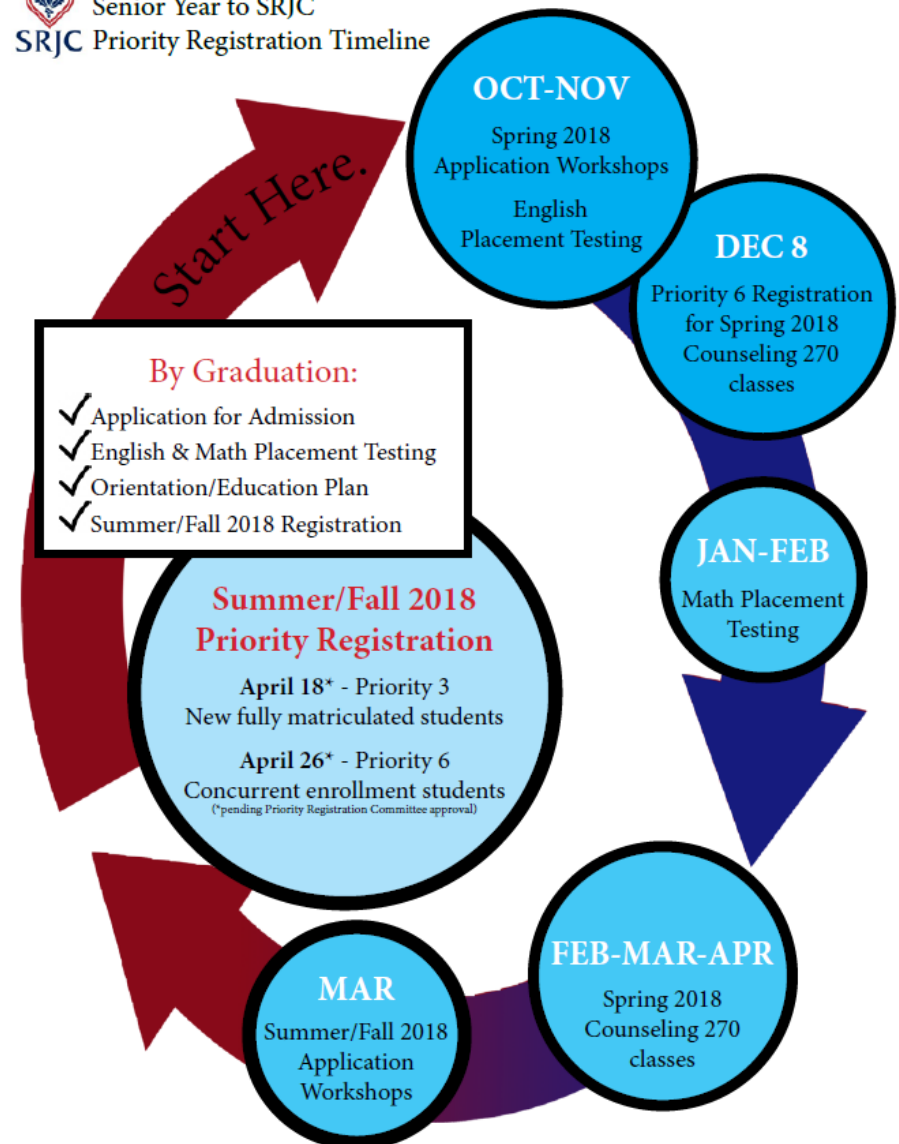 Senior Year to SRJC
SRJC Priority Registration Timeline
Start Here.
OCT-NOV
Spring 2018
Application Workshops
English
Placement Testing
DEC 8
Priority 6 Registration
for Spring 2018
Counseling 270
classes
JAN-FEB
Math Placement
Testing
FEB-MAR-APR
Spring 2018
Counseling 270
classes
MAR
Summer/Fall 2018
Application
Workshops
Summer/Fall 2018
Priority Registration
April 18* - Priority 3
New fully matriculated students
April 26* - Priority 6
Concurrent enrollment students
(*pending Priority Registration Committee approval)
By Graduation:
Application for Admission
English & Math Placement Testing
Orientation/Education Plan
Summer/Fall 2018 Registration